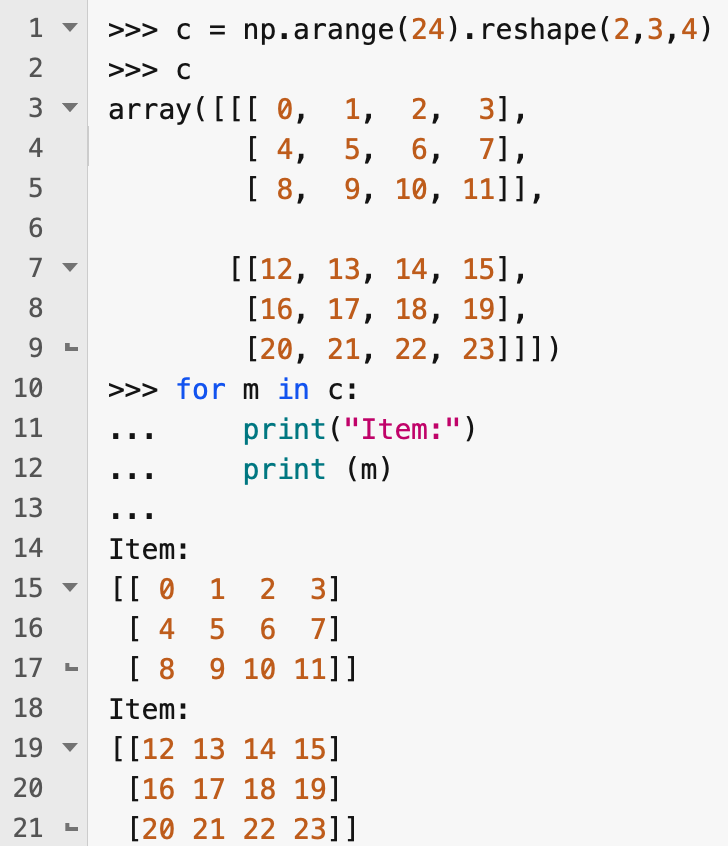 1 >>> c = np.arange(24).reshape(2,3,4)
2 >>> c
3 array([[[ 0,  1,  2,  3],
4         [ 4,  5,  6,  7],
5         [ 8,  9, 10, 11]],
6
7        [[12, 13, 14, 15],
8         [16, 17, 18, 19],
9         [20, 21, 22, 23]]])
10 >>> for m in c:
11 ...     print("Item:")
12 ...     print (m)
13 ...
14 Item:
15 [[ 0  1  2  3]
16  [ 4  5  6  7]
17  [ 8  9 10 11]]
18 Item:
19 [[12 13 14 15]
20  [16 17 18 19]
21  [20 21 22 23]]